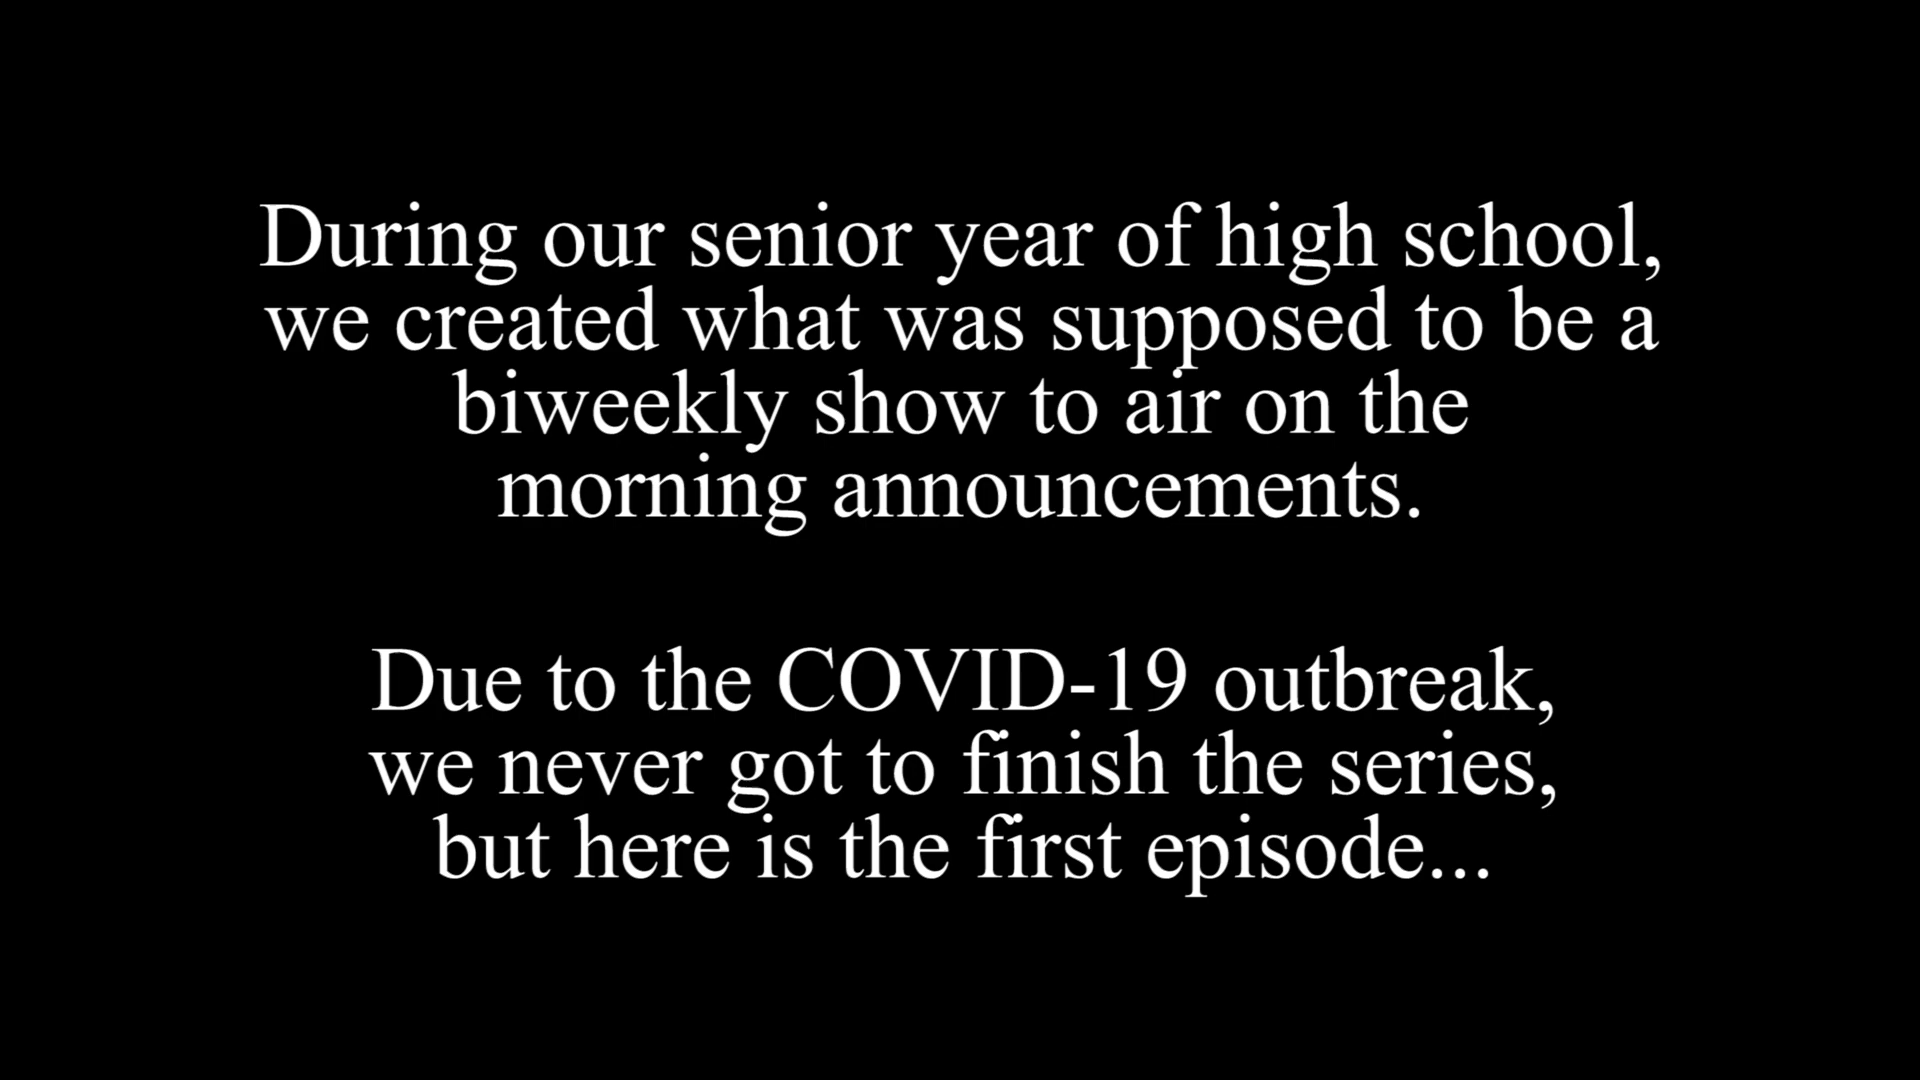 During our senior year of high school,
we created what was supposed to be a
biweekly show to air on the
morning announcements.
Due to the COVID-19 outbreak,
we never got to finish the series,
but here is the first episode...